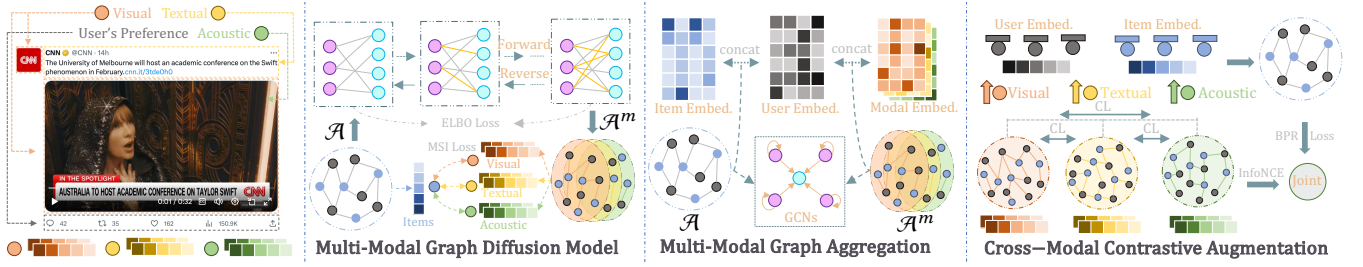 Visual Textual
User's Preference Acoustic
CNN
CNN @CNN · 14h
The University of Melbourne will host an academic conference on the Swift
phenomenon in February. cnn.it/3tde0h0
IN THE SPOTLIGHT
AUSTRALIA TO HOST ACADEMIC CONFERENCE ON TAYLOR SWIFT CNN
0:01 / 0:32
42 35 162 150.9K
Forward
Reverse
ELBO Loss
A
A^m
MSI Loss
Visual
Textual
Acoustic
Items
Multi-Modal Graph Diffusion Model
concat concat
Item Embed. User Embed. Modal Embed.
GCNs
A
A^m
Multi-Modal Graph Aggregation
User Embed. Item Embed.
Visual Textual Acoustic
CL
CL CL
BPR Loss
InfoNCE
Joint
Cross—Modal Contrastive Augmentation